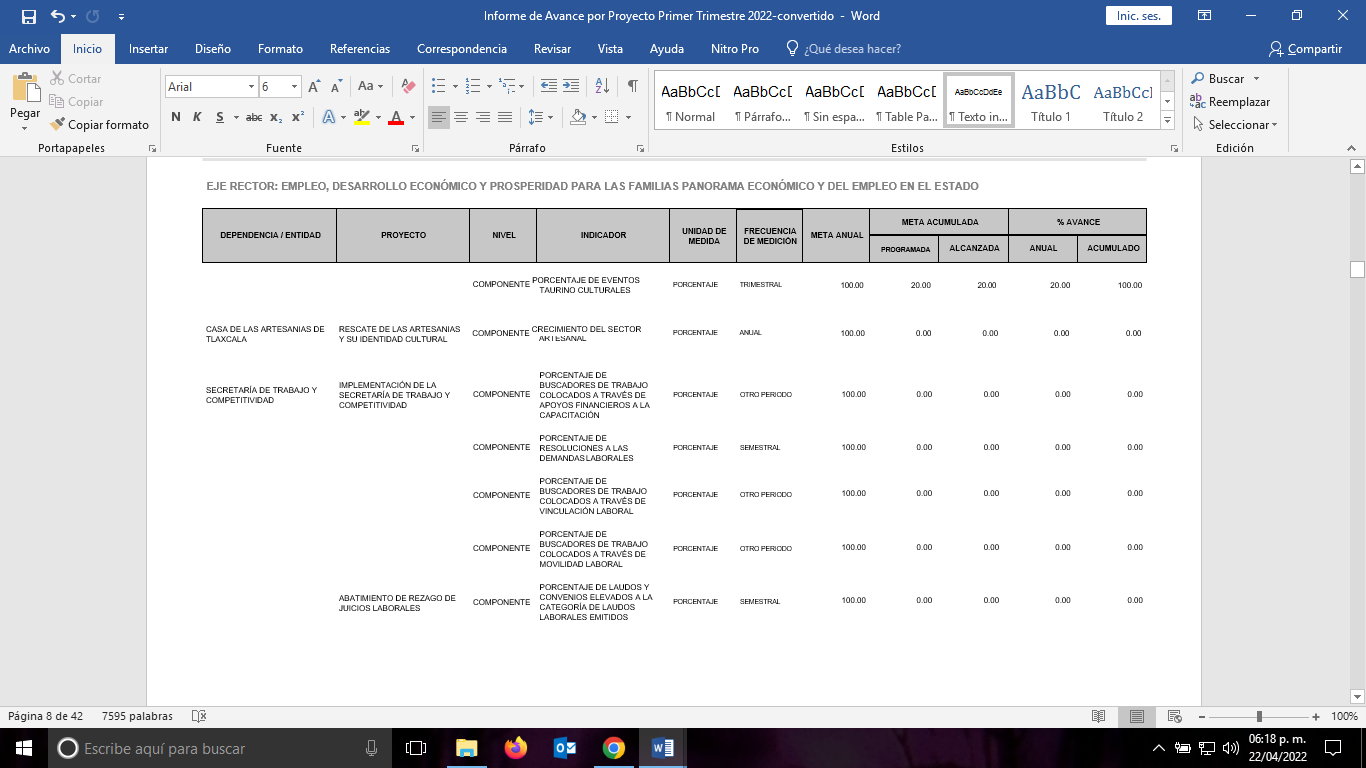 Informe de Avance por Proyecto Primer Trimestre 2022-convertido - Word
Inic. ses.
Archivo Inicio Insertar Diseño Formato Referencias Correspondencia Revisar Vista Ayuda Nitro Pro ¿Qué desea hacer? Compartir
Pegar
Cortar
Copiar
Copiar formato
Portapapeles
Arial 6
Aa
N K S abc x₂ x²
Fuente
Párrafo
AaBbCcD AaBbCcD AaBbCcD AaBbCcD AaBbCcDdEe AaBbC AaBbCcI
¶ Normal ¶ Párrafo... ¶ Sin espa... ¶ Table Pa... ¶ Texto in... Título 1 Título 2
Estilos
Buscar
Reemplazar
Seleccionar
Edición
EJE RECTOR: EMPLEO, DESARROLLO ECONÓMICO Y PROSPERIDAD PARA LAS FAMILIAS PANORAMA ECONÓMICO Y DEL EMPLEO EN EL ESTADO
DEPENDENCIA / ENTIDAD PROYECTO NIVEL INDICADOR UNIDAD DE MEDIDA FRECUENCIA DE MEDICIÓN META ANUAL META ACUMULADA % AVANCE
PROGRAMADA ALCANZADA ANUAL ACUMULADO
COMPONENTE PORCENTAJE DE EVENTOS
TAURINO CULTURALES
PORCENTAJE TRIMESTRAL 100.00 20.00 20.00 20.00 100.00
CASA DE LAS ARTESANIAS DE
TLAXCALA
RESCATE DE LAS ARTESANIAS
Y SU IDENTIDAD CULTURAL
COMPONENTE CRECIMIENTO DEL SECTOR
ARTESANAL
PORCENTAJE ANUAL 100.00 0.00 0.00 0.00 0.00
SECRETARÍA DE TRABAJO Y
COMPETITIVIDAD
IMPLEMENTACIÓN DE LA
SECRETARÍA DE TRABAJO Y
COMPETITIVIDAD
COMPONENTE
PORCENTAJE DE
BUSCADORES DE TRABAJO
COLOCADOS A TRAVÉS DE
APOYOS FINANCIEROS A LA
CAPACITACIÓN
PORCENTAJE OTRO PERIODO 100.00 0.00 0.00 0.00 0.00
COMPONENTE
PORCENTAJE DE
RESOLUCIONES A LAS
DEMANDAS LABORALES
PORCENTAJE SEMESTRAL 100.00 0.00 0.00 0.00 0.00
COMPONENTE
PORCENTAJE DE
BUSCADORES DE TRABAJO
COLOCADOS A TRAVÉS DE
VINCULACIÓN LABORAL
PORCENTAJE OTRO PERIODO 100.00 0.00 0.00 0.00 0.00
COMPONENTE
PORCENTAJE DE
BUSCADORES DE TRABAJO
COLOCADOS A TRAVÉS DE
MOVILIDAD LABORAL
PORCENTAJE OTRO PERIODO 100.00 0.00 0.00 0.00 0.00
ABATIMIENTO DE REZAGO DE
JUICIOS LABORALES
COMPONENTE
PORCENTAJE DE LAUDOS Y
CONVENIOS ELEVADOS A LA
CATEGORÍA DE LAUDOS
LABORALES EMITIDOS
PORCENTAJE SEMESTRAL 100.00 0.00 0.00 0.00 0.00
Página 8 de 42 7595 palabras 100%
Escribe aquí para buscar
06:18 p. m.
22/04/2022